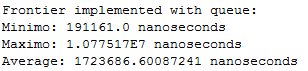 Frontier implemented with queue:
Minimo: 191161.0 nanoseconds
Maximo: 1.077517E7 nanoseconds
Average: 1723686.60087241 nanoseconds